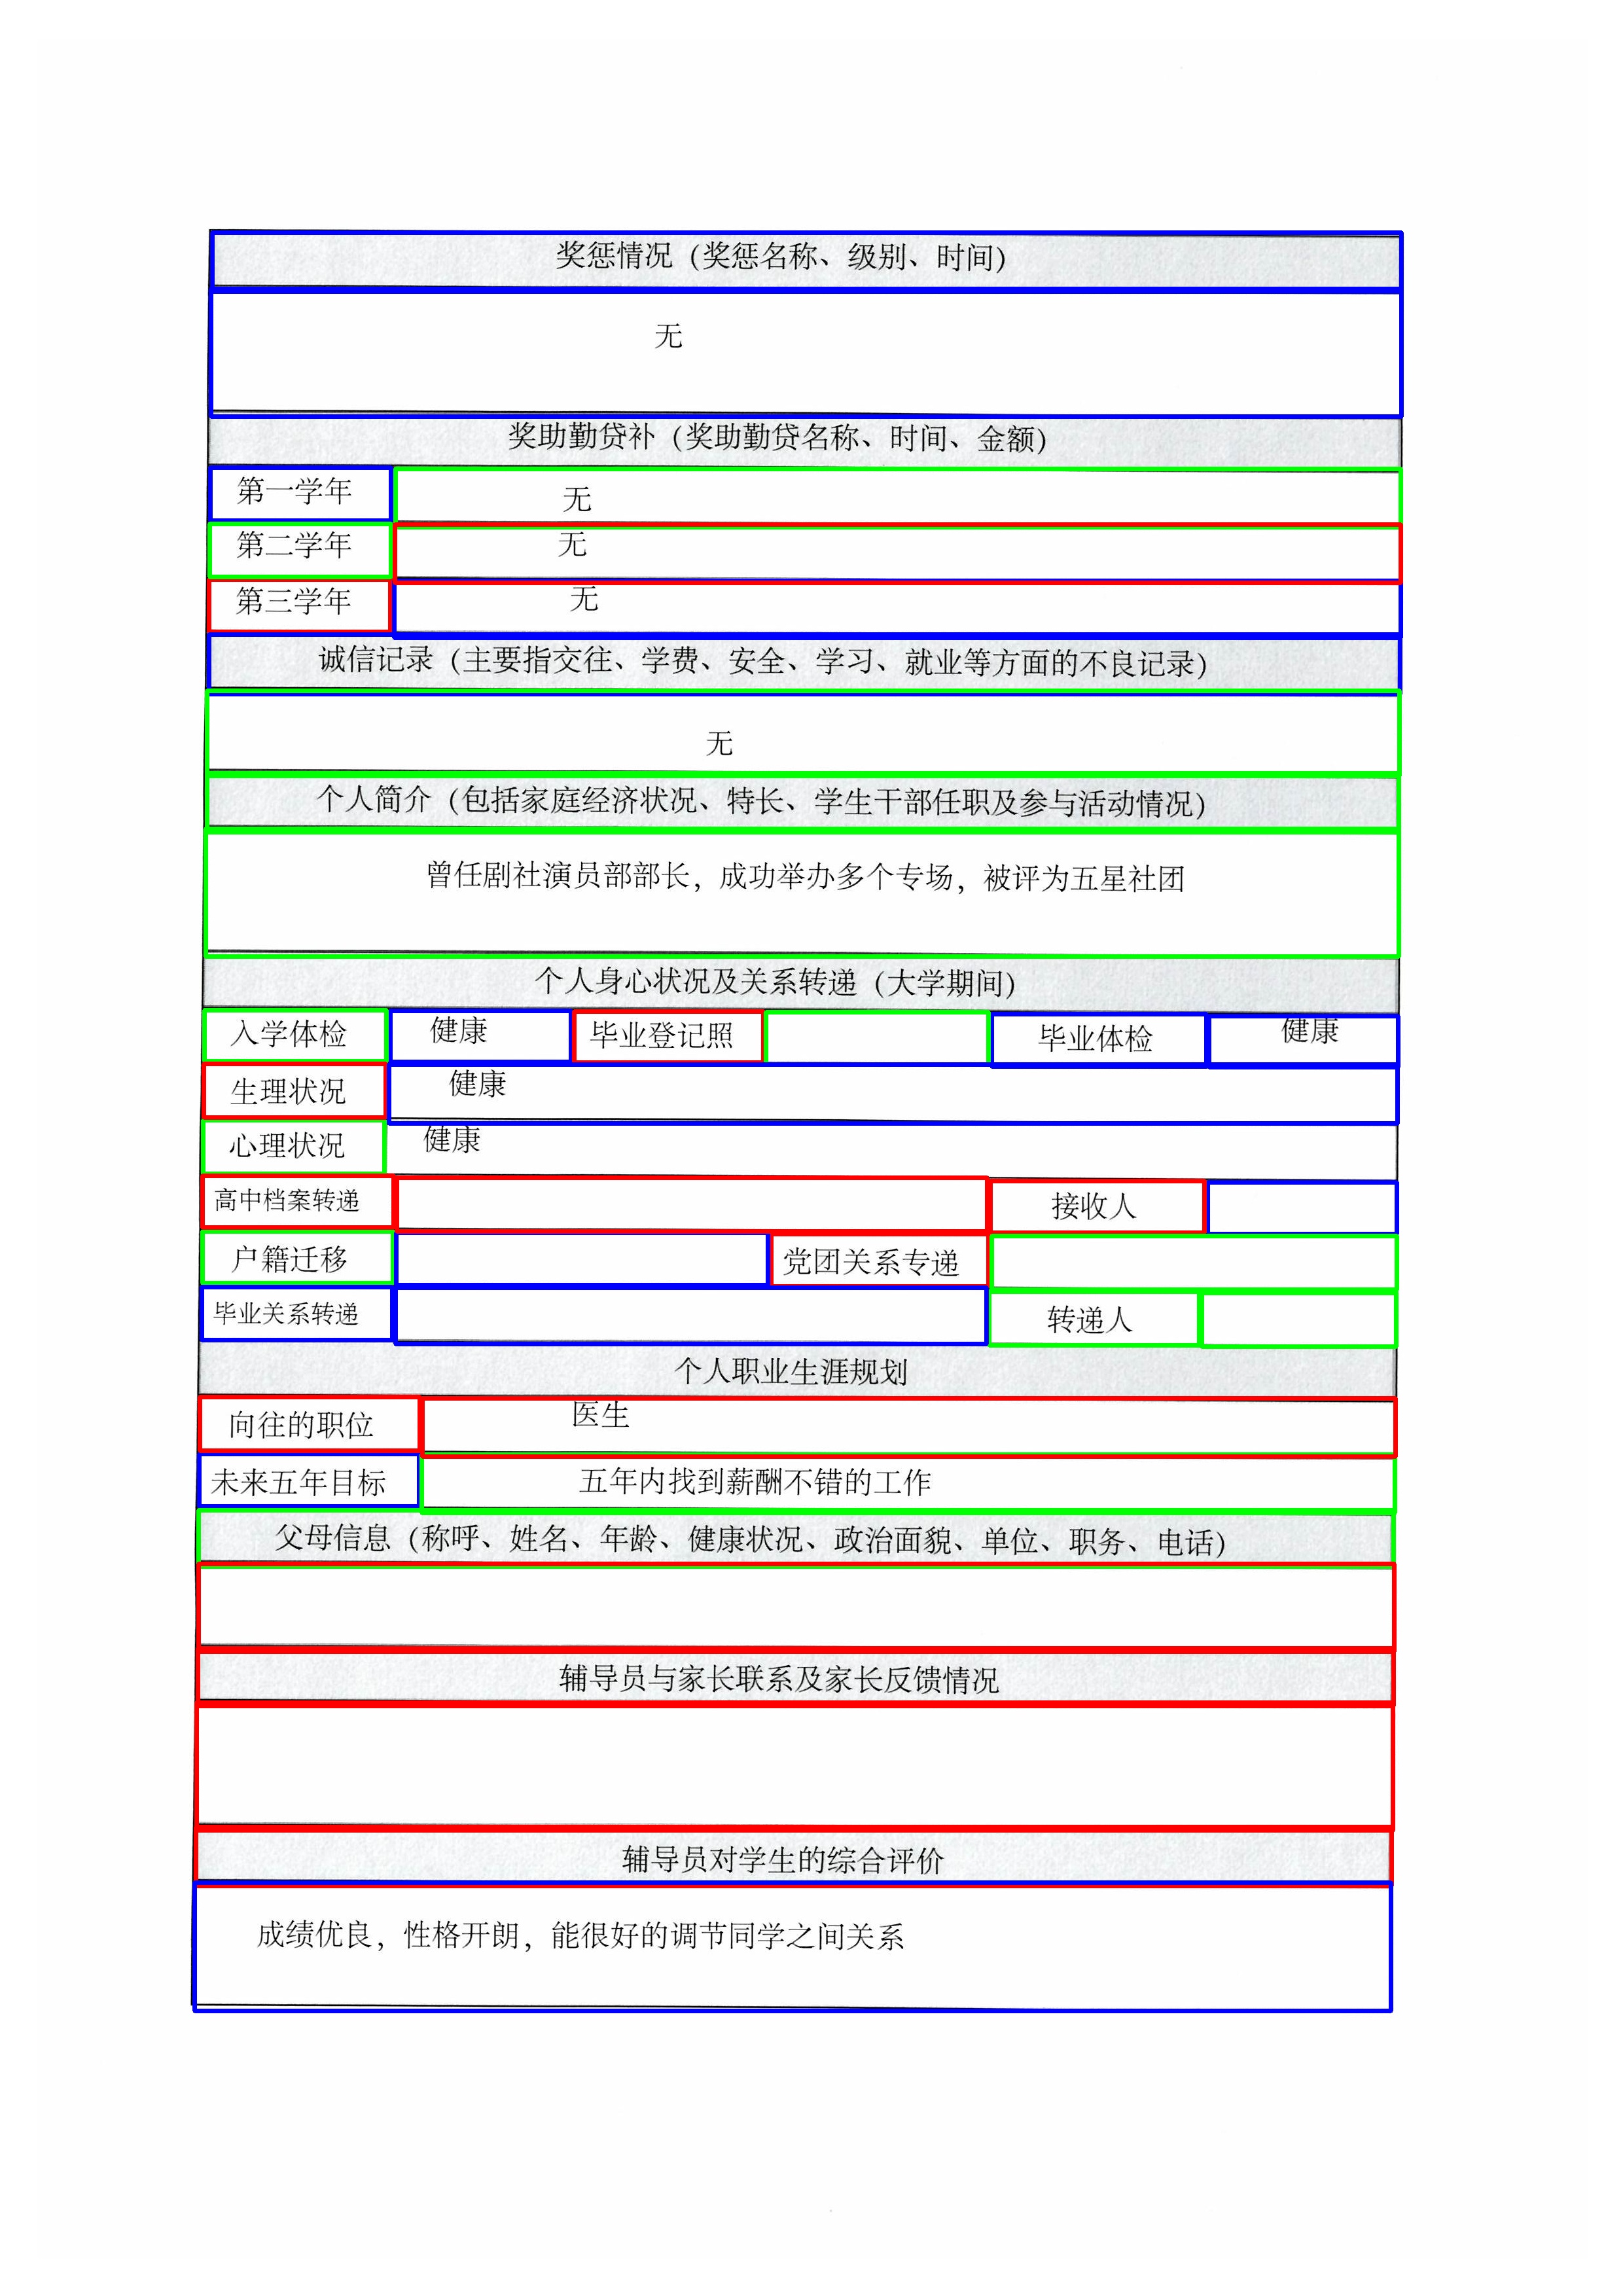 奖惩情况（奖惩名称、级别、时间）
无
奖助勤贷补（奖助勤贷名称、时间、金额）
第一学年 无
第二学年 无
第三学年 无
诚信记录（主要指交往、学费、安全、学习、就业等方面的不良记录）
无
个人简介（包括家庭经济状况、特长、学生干部任职及参与活动情况）
曾任剧社演员部部长，成功举办多个专场，被评为五星社团
个人身心状况及关系转递（大学期间）
入学体检 健康 毕业登记照 毕业体检 健康
生理状况 健康
心理状况 健康
高中档案转递 接收人
户籍迁移 党团关系专递
毕业关系转递 转递人
个人职业生涯规划
向往的职位 医生
未来五年目标 五年内找到薪酬不错的工作
父母信息（称呼、姓名、年龄、健康状况、政治面貌、单位、职务、电话）
辅导员与家长联系及家长反馈情况
辅导员对学生的综合评价
成绩优良，性格开朗，能很好的调节同学之间关系